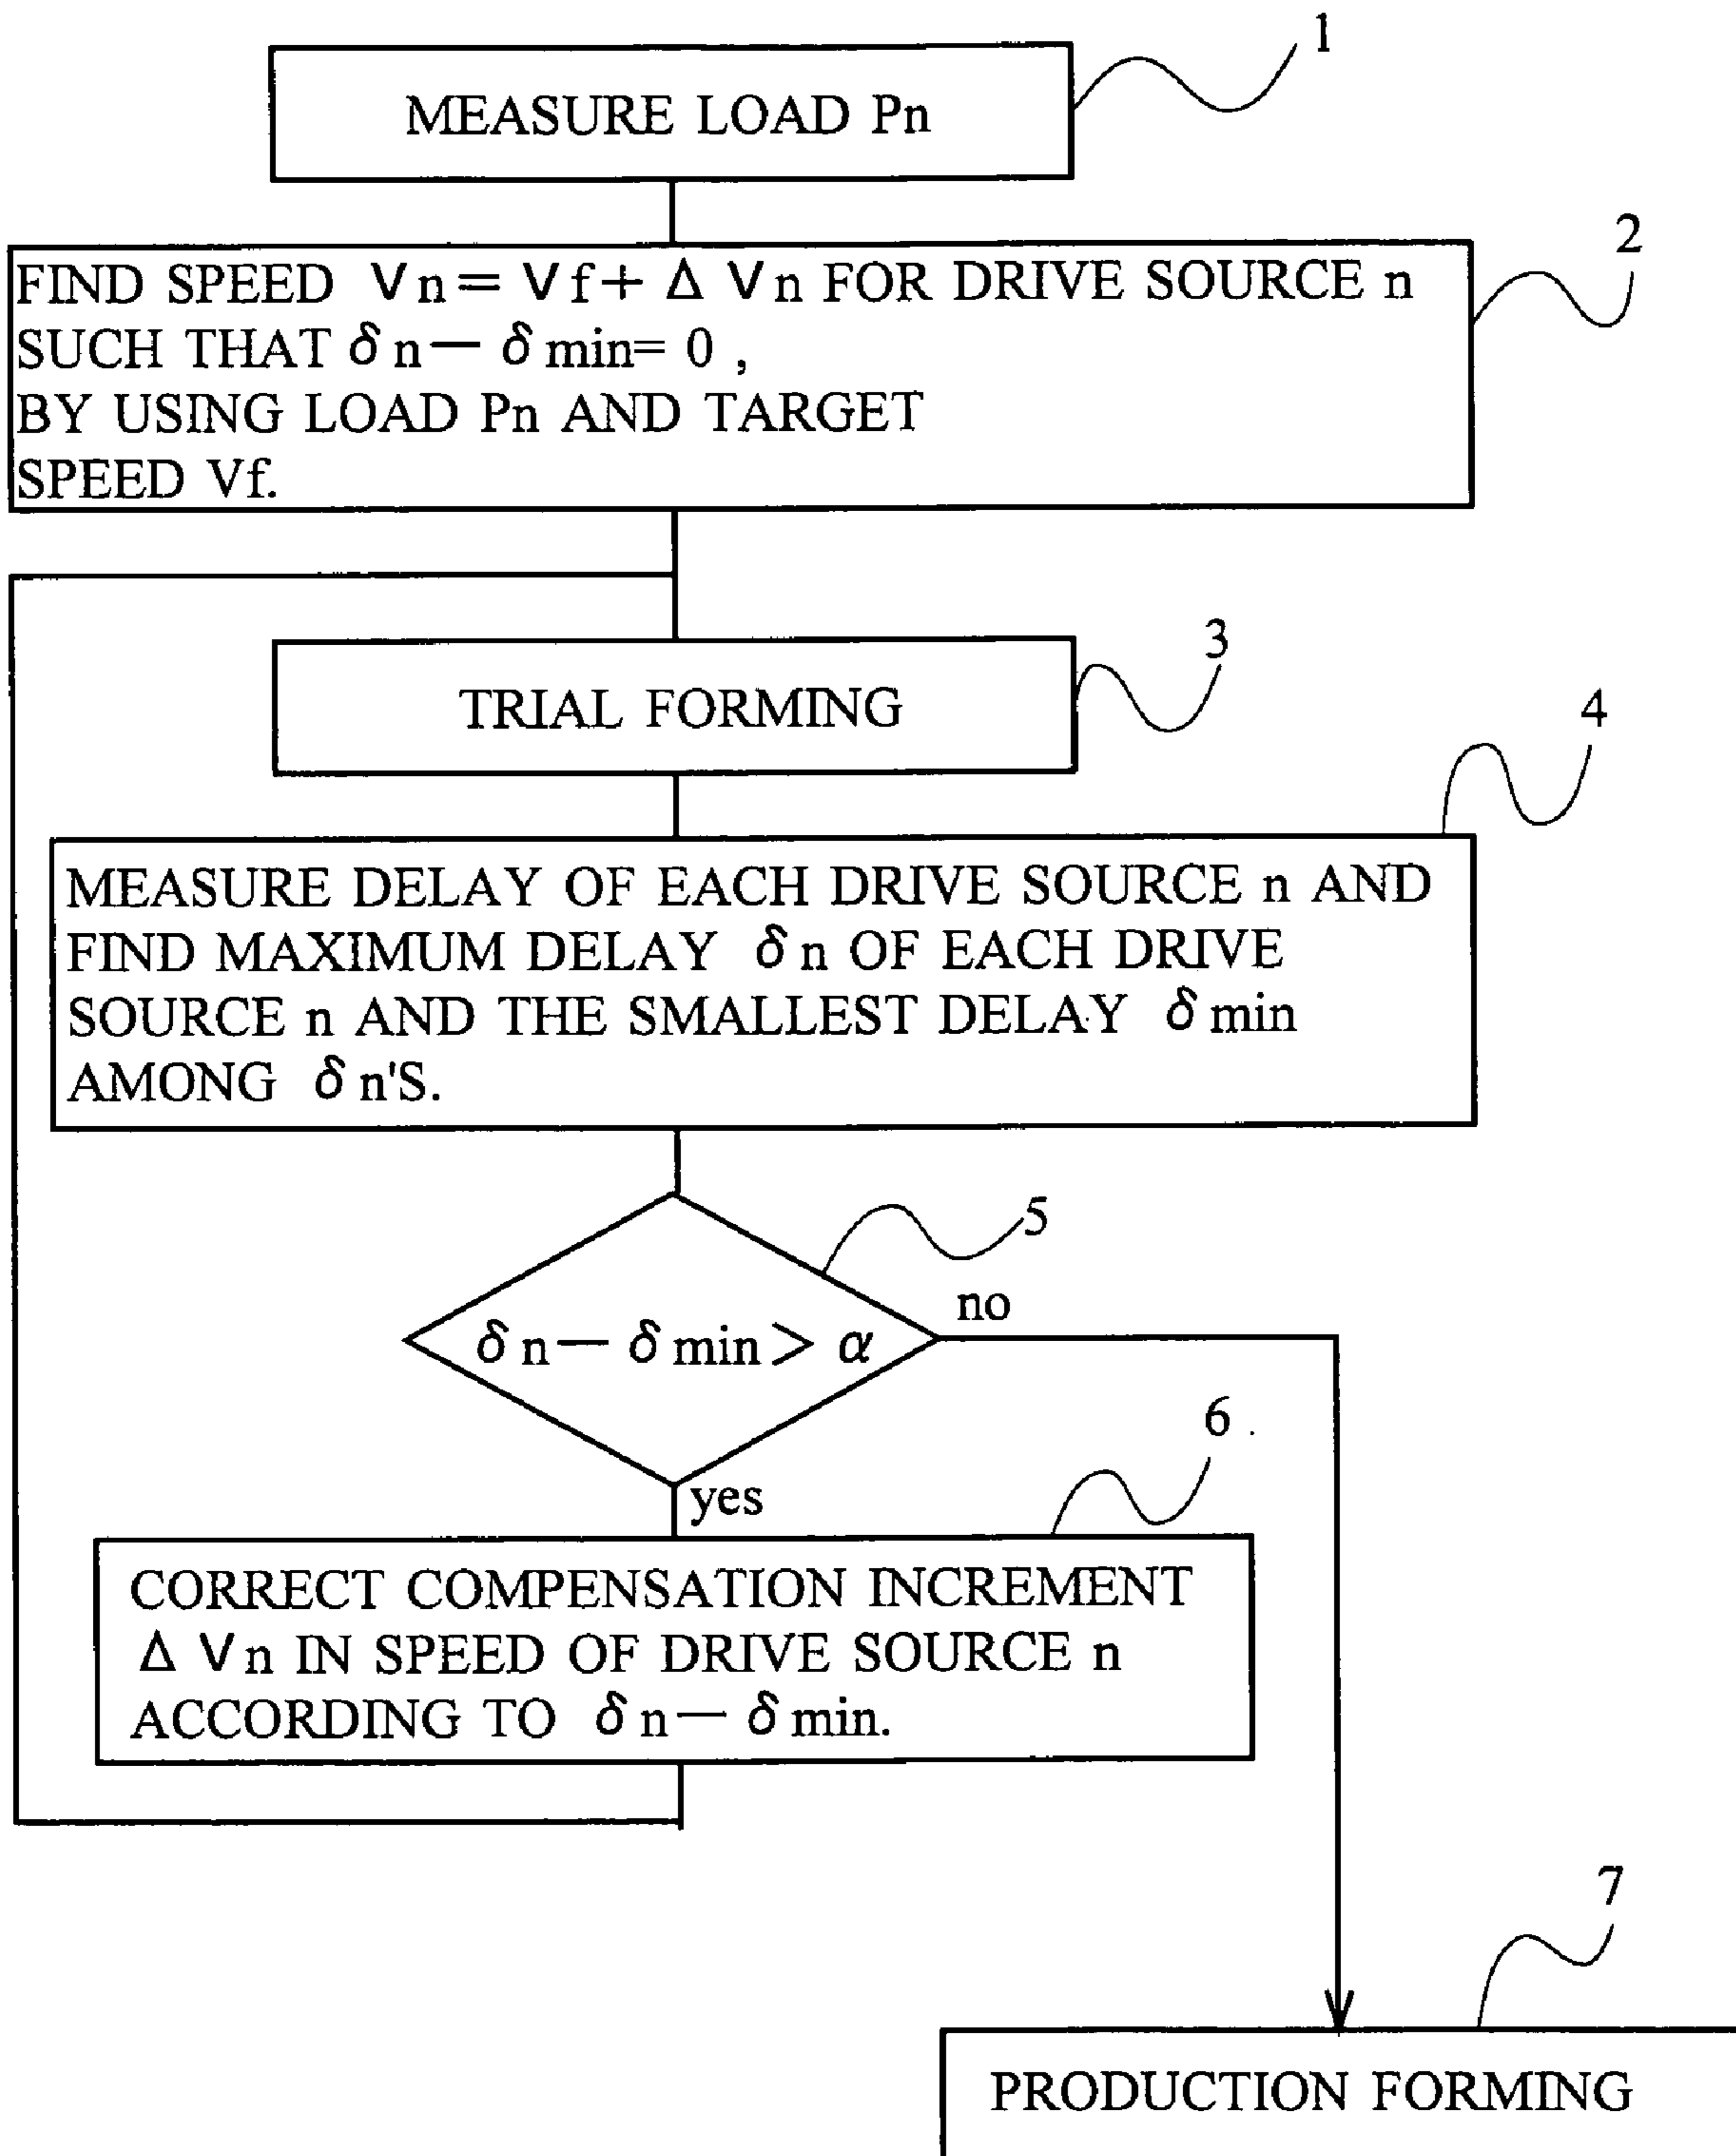 1
MEASURE LOAD Pn
2
FIND SPEED Vn = Vf + Δ Vn FOR DRIVE SOURCE n
SUCH THAT δ n — δ min = 0 ,
BY USING LOAD Pn AND TARGET
SPEED Vf.
3
TRIAL FORMING
4
MEASURE DELAY OF EACH DRIVE SOURCE n AND
FIND MAXIMUM DELAY δ n OF EACH DRIVE
SOURCE n AND THE SMALLEST DELAY δ min
AMONG δ n'S.
5
no
δ n — δ min > α
6
yes
CORRECT COMPENSATION INCREMENT
Δ Vn IN SPEED OF DRIVE SOURCE n
ACCORDING TO δ n — δ min.
7
PRODUCTION FORMING